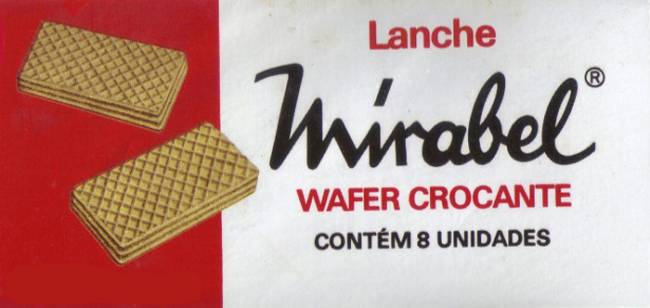 Lanche
Mirabel®
WAFER CROCANTE
CONTÉM 8 UNIDADES